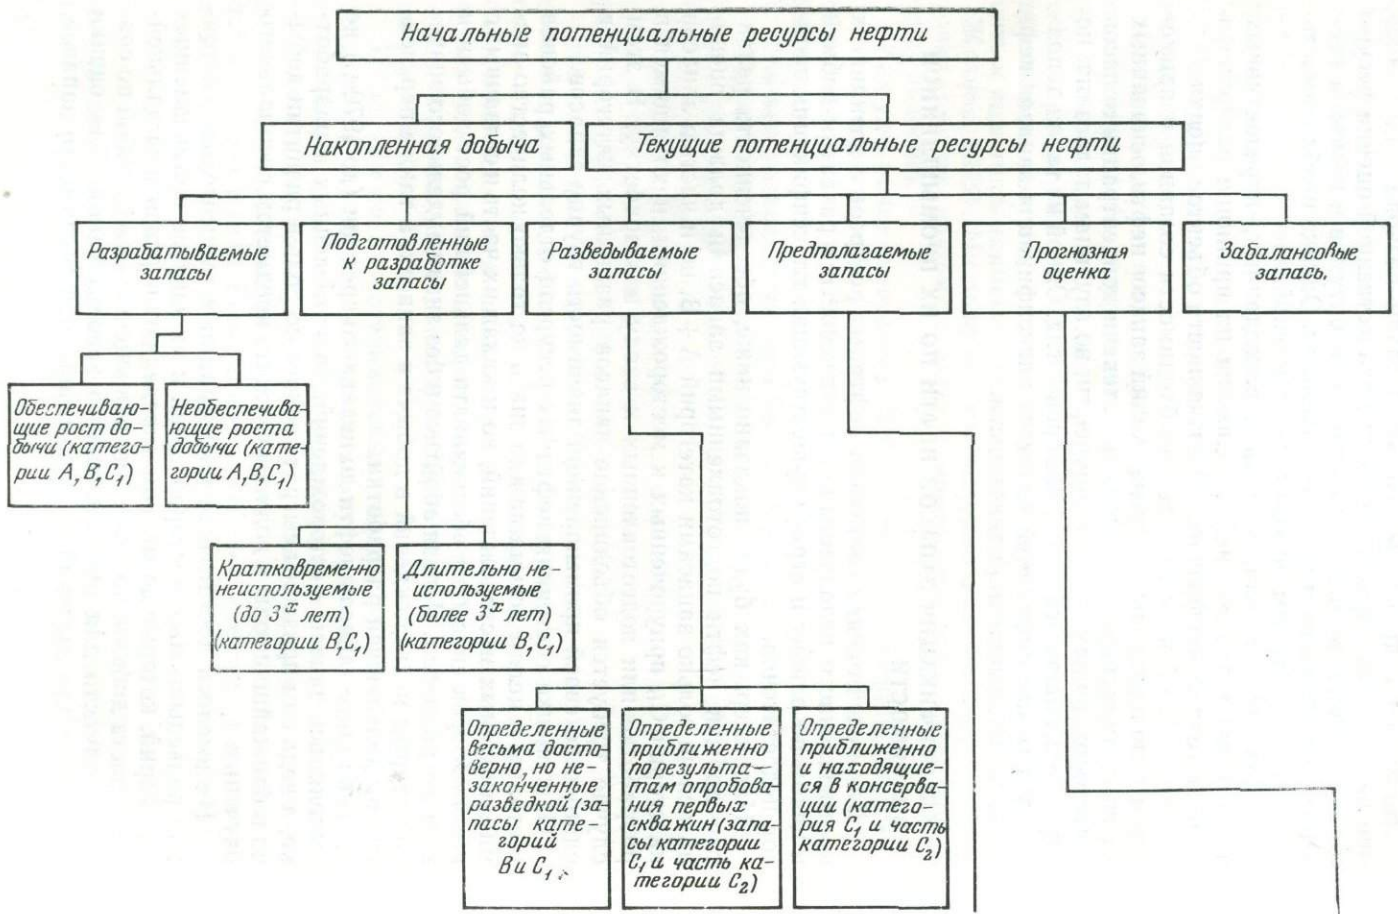 Начальные потенциальные ресурсы нефти
Накопленная добыча
Текущие потенциальные ресурсы нефти
Разрабатываемые
запасы
Подготовленные
к разработке
запасы
Разведываемые
запасы
Предполагаемые
запасы
Прогнозная
оценка
Забалансовые
запасы.
Обеспечиваю-
щие рост до-
бычи (катего-
рии А, В, С₁)
Необеспечива-
ющие роста
добычи (кате-
гории А, В, С₁)
Кратковременно
неиспользуемые
(до 3ˣ лет)
(категории В, С₁)
Длительно не-
используемые
(более 3ˣ лет)
(категории В, С₁)
Определенные
весьма досто-
верно, но не-
законченные
разведкой (за-
пасы кате-
горий
В и С₁.
Определенные
приближенно
по результа-
там опробова-
ния первых
скважин (запа-
сы категории
С₁ и часть ка-
тегории С₂)
Определенные
приближенно
и находящие-
ся в консерва-
ции (катего-
рия С₁ и часть
категории С₂)